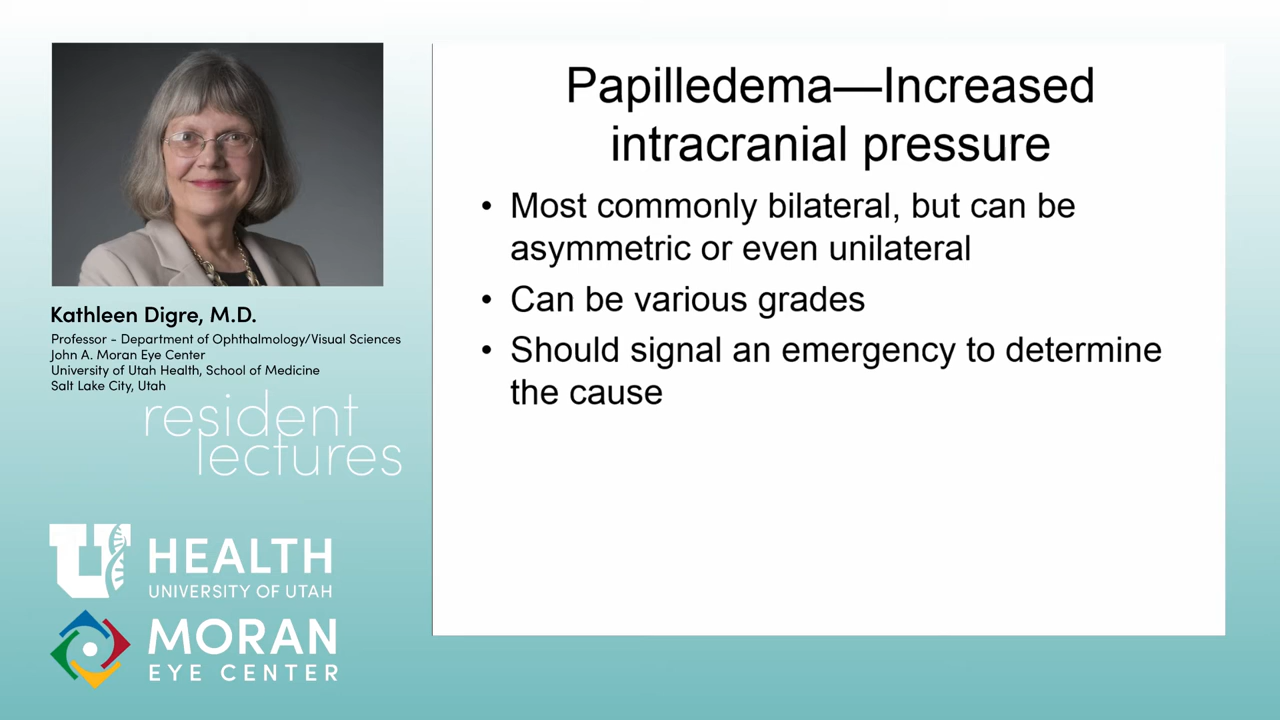 Papilledema—Increased
intracranial pressure
• Most commonly bilateral, but can be
asymmetric or even unilateral
• Can be various grades
• Should signal an emergency to determine
the cause
Kathleen Digre, M.D.
Professor - Department of Ophthalmology/Visual Sciences
John A. Moran Eye Center
University of Utah Health, School of Medicine
Salt Lake City, Utah
resident
lectures
U HEALTH
UNIVERSITY OF UTAH
MORAN
EYE CENTER